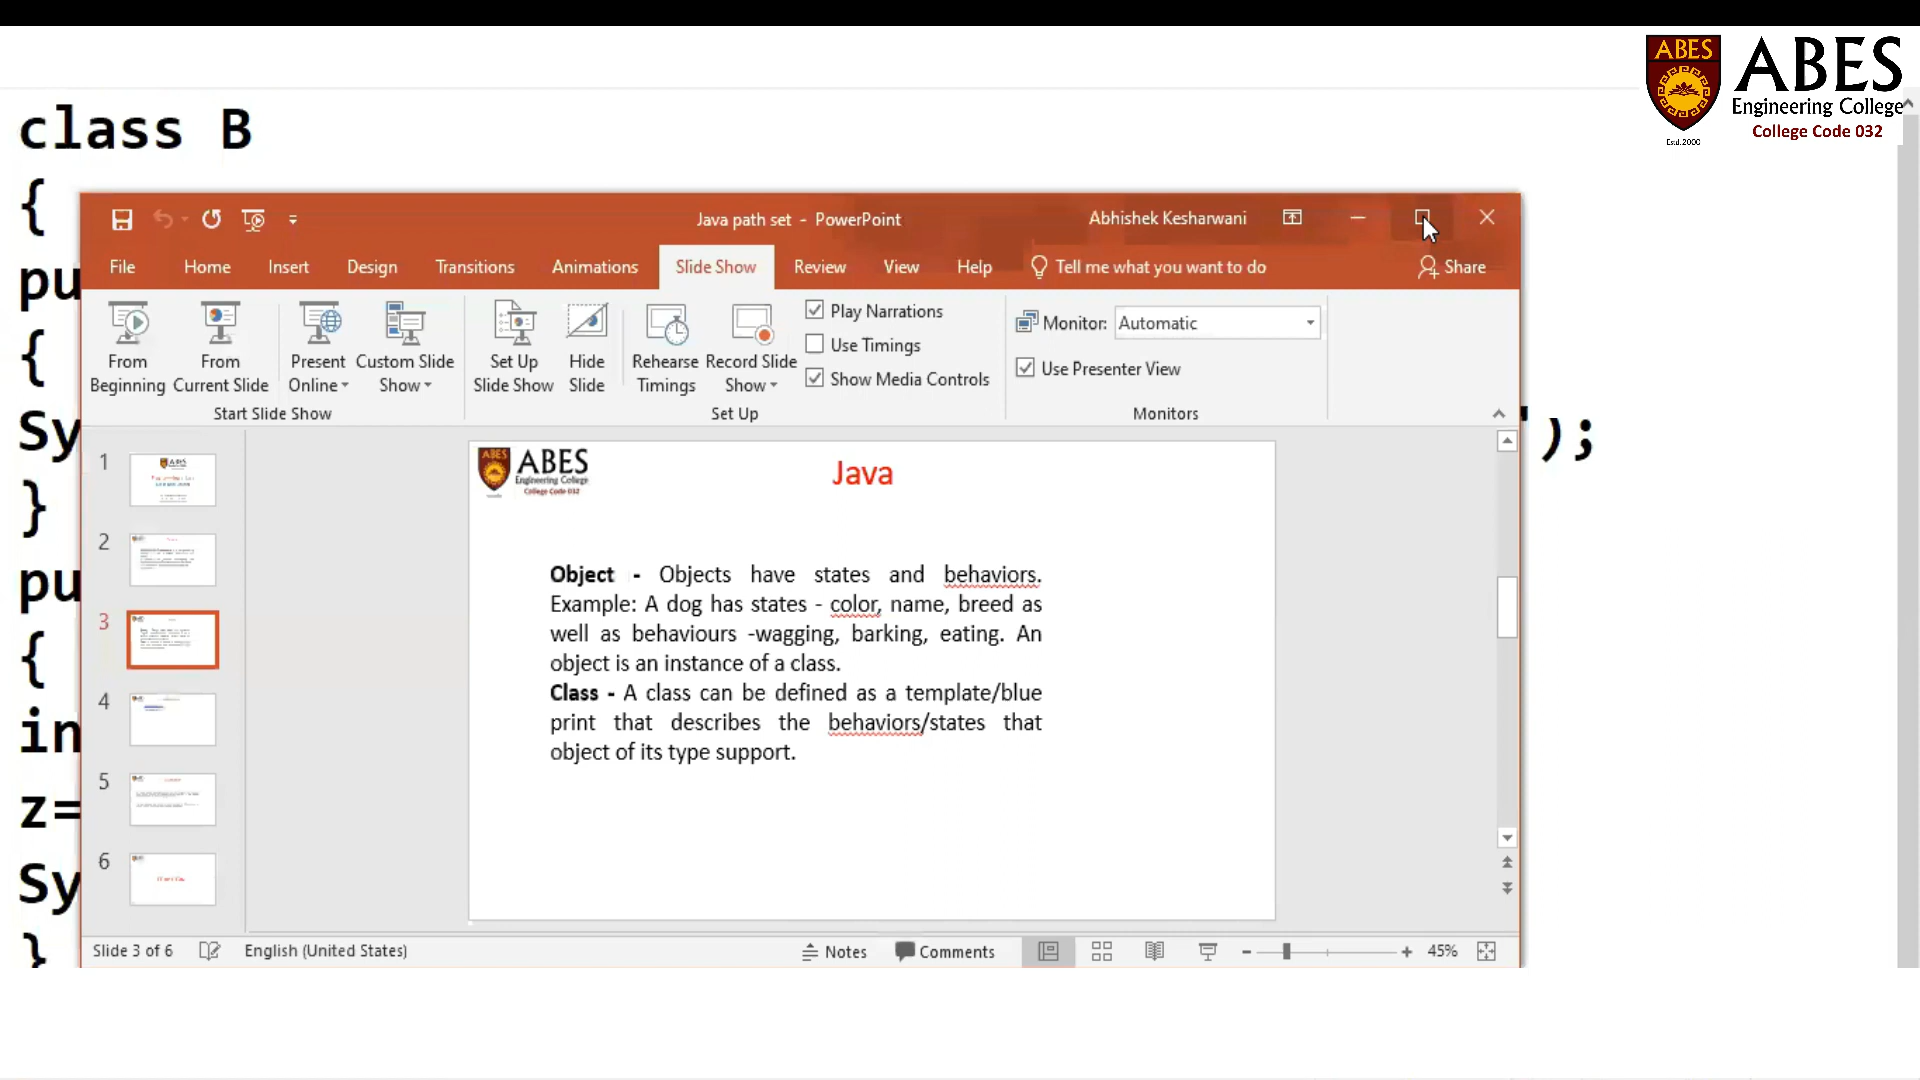 ABES
ABES
Engineering College
College Code 032
Estd.2000
class B
{
pu
{
Sy
");
}
pu
{
in
z=
Sy
}
Java path set - PowerPoint
Abhishek Kesharwani
File Home Insert Design Transitions Animations Slide Show Review View Help Tell me what you want to do Share
From Beginning
From Current Slide
Present Online
Custom Slide Show
Start Slide Show
Set Up Slide Show
Hide Slide
Rehearse Timings
Record Slide Show
Play Narrations
Use Timings
Show Media Controls
Set Up
Monitor: Automatic
Use Presenter View
Monitors
1
2
3
4
5
6
ABES
ABES
Engineering College
College Code 032
Java
Object - Objects have states and behaviors.
Example: A dog has states - color, name, breed as
well as behaviours -wagging, barking, eating. An
object is an instance of a class.
Class - A class can be defined as a template/blue
print that describes the behaviors/states that
object of its type support.
Slide 3 of 6 English (United States) Notes Comments 45%